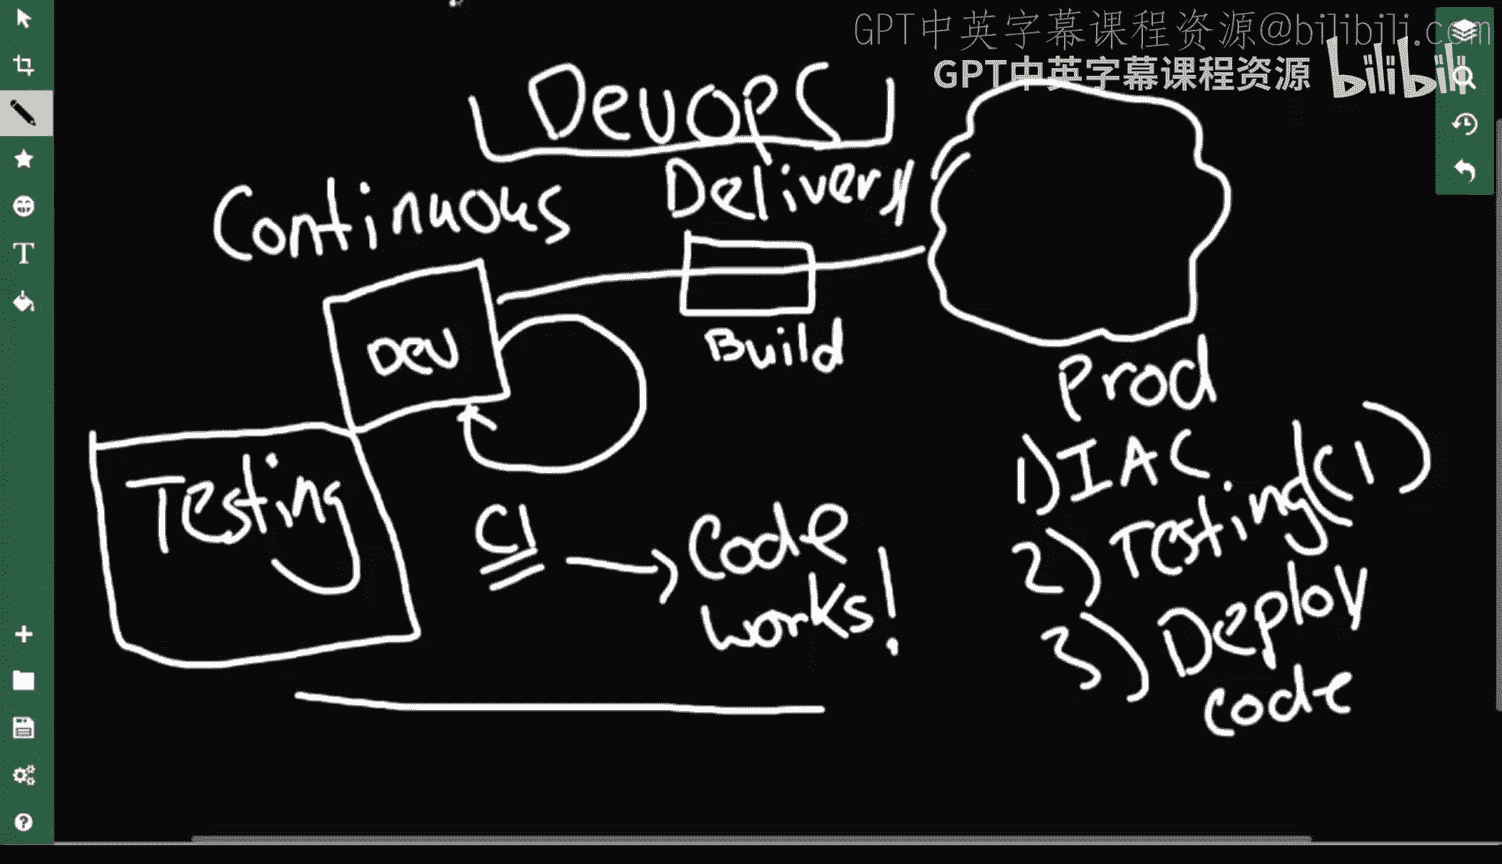 GPT中英字幕课程资源@bilibili.com
GPT中英字幕课程资源 bilibili
DevOPS
Continuous Delivery
Dev
Build
Prod
Testing
CI → Code works!
1) IAC
2) Testing(1)
3) Deploy
code
T